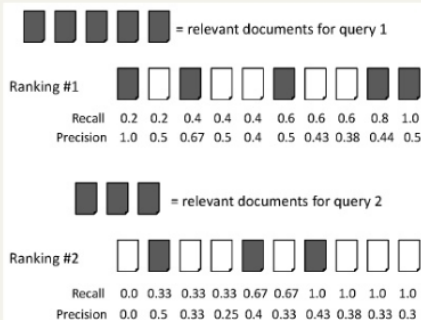 = relevant documents for query 1
Ranking #1
Recall 0.2 0.2 0.4 0.4 0.4 0.6 0.6 0.6 0.8 1.0
Precision 1.0 0.5 0.67 0.5 0.4 0.5 0.43 0.38 0.44 0.5
= relevant documents for query 2
Ranking #2
Recall 0.0 0.33 0.33 0.33 0.67 0.67 1.0 1.0 1.0 1.0
Precision 0.0 0.5 0.33 0.25 0.4 0.33 0.43 0.38 0.33 0.3